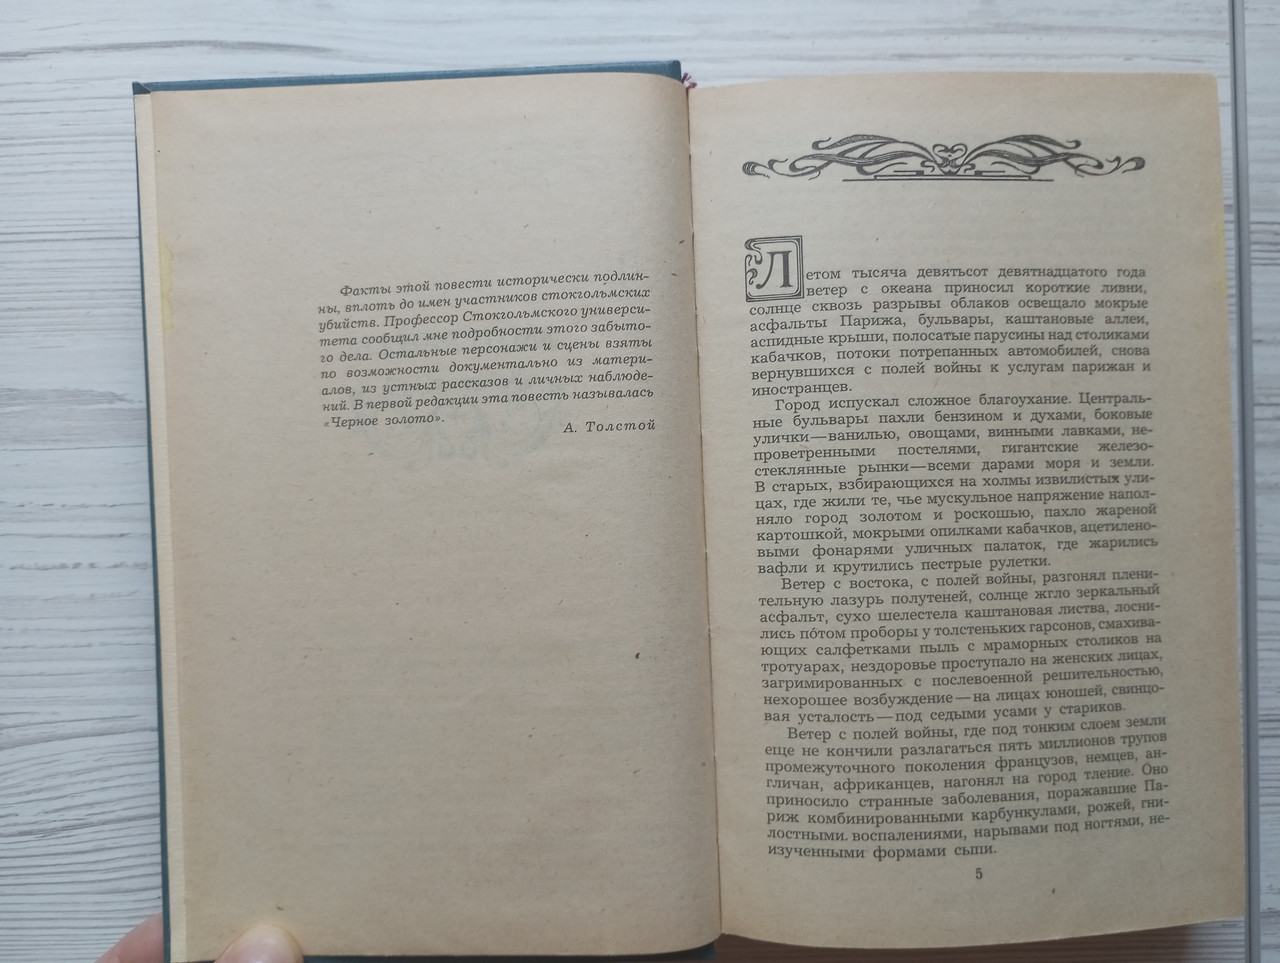 Факты этой повести исторически подлин-
ны, вплоть до имен участников стокгольмских
убийств. Профессор Стокгольмского универси-
тета сообщил мне подробности этого забыто-
го дела. Остальные персонажи и сцены взяты
по возможности документально из матери-
алов, из устных рассказов и личных наблюде-
ний. В первой редакции эта повесть называлась
«Черное золото».
А. Толстой
Летом тысяча девятьсот девятнадцатого года
ветер с океана приносил короткие ливни,
солнце сквозь разрывы облаков освещало мокрые
асфальты Парижа, бульвары, каштановые аллеи,
аспидные крыши, полосатые парусины над столиками
кабачков, потоки потрепанных автомобилей, снова
вернувшихся с полей войны к услугам парижан и
иностранцев.
Город испускал сложное благоухание. Централь-
ные бульвары пахли бензином и духами, боковые
улички—ванилью, овощами, винными лавками, не-
проветренными постелями, гигантские железо-
стеклянные рынки—всеми дарами моря и земли.
В старых, взбирающихся на холмы извилистых ули-
цах, где жили те, чье мускульное напряжение напол-
няло город золотом и роскошью, пахло жареной
картошкой, мокрыми опилками кабачков, ацетилено-
выми фонарями уличных палаток, где жарились
вафли и крутились пестрые рулетки.
Ветер с востока, с полей войны, разгонял плени-
тельную лазурь полутеней, солнце жгло зеркальный
асфальт, сухо шелестела каштановая листва, лосни-
лись по́том проборы у толстеньких гарсонов, смахива-
ющих салфетками пыль с мраморных столиков на
тротуарах, нездоровье проступало на женских лицах,
загримированных с послевоенной решительностью,
нехорошее возбуждение—на лицах юношей, свинцо-
вая усталость—под седыми усами у стариков.
Ветер с полей войны, где под тонким слоем земли
еще не кончили разлагаться пять миллионов трупов
промежуточного поколения французов, немцев, ан-
гличан, африканцев, нагонял на город тление. Оно
приносило странные заболевания, поражавшие Па-
риж комбинированными карбункулами, рожей, гни-
лостными. воспалениями, нарывами под ногтями, не-
изученными формами сыпи.
5